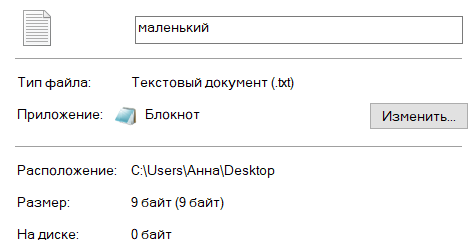 маленький
Тип файла: Текстовый документ (.txt)
Приложение: Блокнот Изменить...
Расположение: C:\Users\Анна\Desktop
Размер: 9 байт (9 байт)
На диске: 0 байт